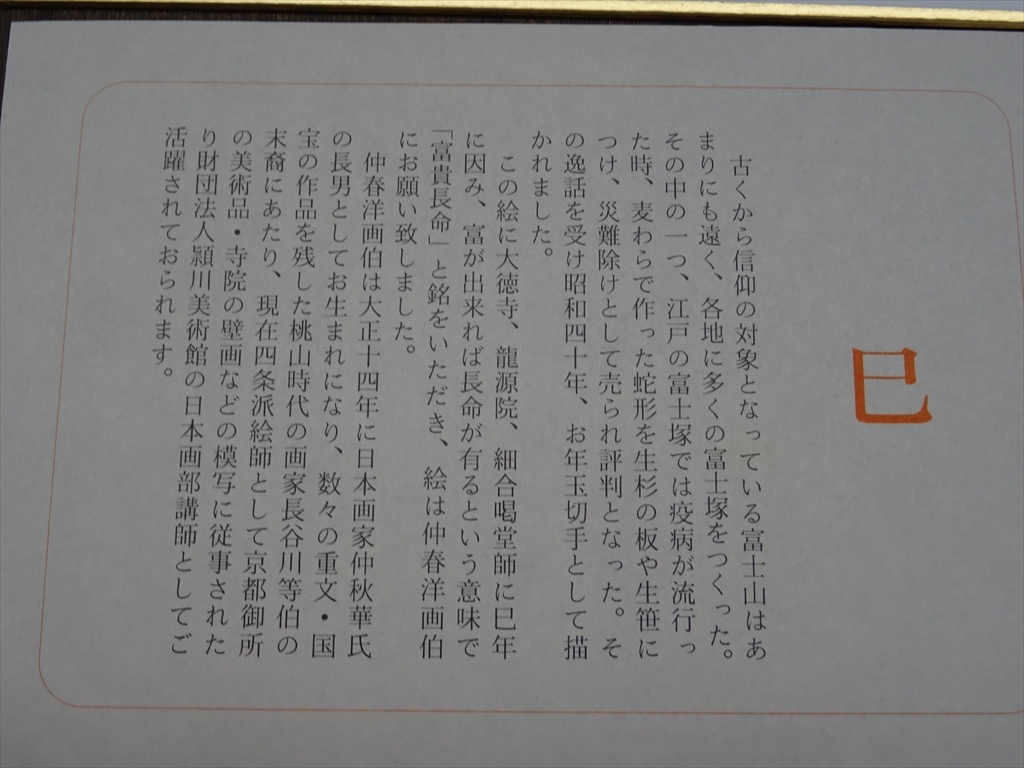 巳
古くから信仰の対象となっている富士山はあ
まりにも遠く、各地に多くの富士塚をつくった。
その中の一つ、江戸の富士塚では疫病が流行っ
た時、麦わらで作った蛇形を生杉の板や生笹に
つけ、災難除けとして売られ評判となった。そ
の逸話を受け昭和四十年、お年玉切手として描
かれました。
この絵に大徳寺、龍源院、細合喝堂師に巳年
に因み、富が出来れば長命が有るという意味で
「富貴長命」と銘をいただき、絵は仲春洋画伯
にお願い致しました。
仲春洋画伯は大正十四年に日本画家仲秋華氏
の長男としてお生まれになり、数々の重文・国
宝の作品を残した桃山時代の画家長谷川等伯の
末裔にあたり、現在四条派絵師として京都御所
の美術品・寺院の壁画などの模写に従事された
り財団法人頴川美術館の日本画部講師としてご
活躍されておられます。